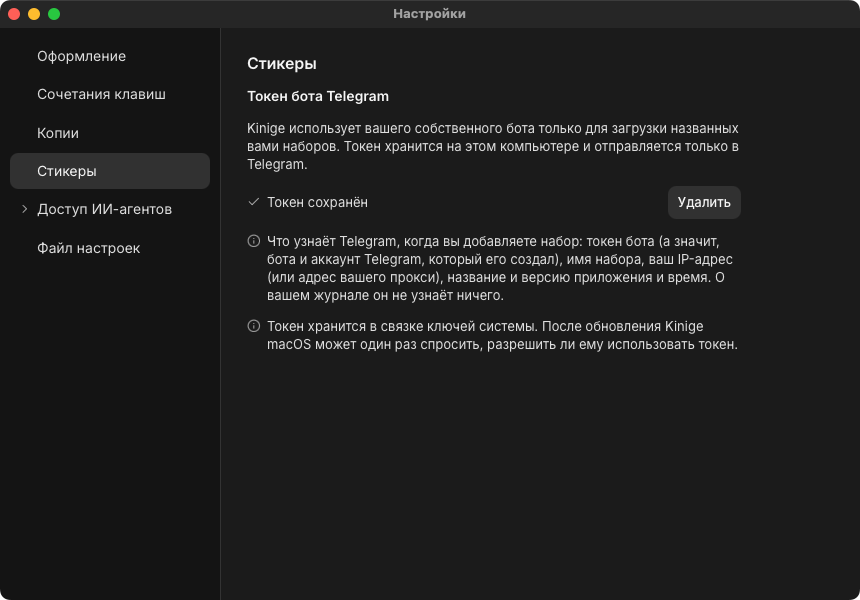 Настройки
Оформление
Сочетания клавиш
Копии
Стикеры
Доступ ИИ-агентов
Файл настроек
Стикеры
Токен бота Telegram
Kinige использует вашего собственного бота только для загрузки названных
вами наборов. Токен хранится на этом компьютере и отправляется только в
Telegram.
Токен сохранён
Удалить
Что узнаёт Telegram, когда вы добавляете набор: токен бота (а значит,
бота и аккаунт Telegram, который его создал), имя набора, ваш IP-адрес
(или адрес вашего прокси), название и версию приложения и время. О
вашем журнале он не узнаёт ничего.
Токен хранится в связке ключей системы. После обновления Kinige
macOS может один раз спросить, разрешить ли ему использовать токен.